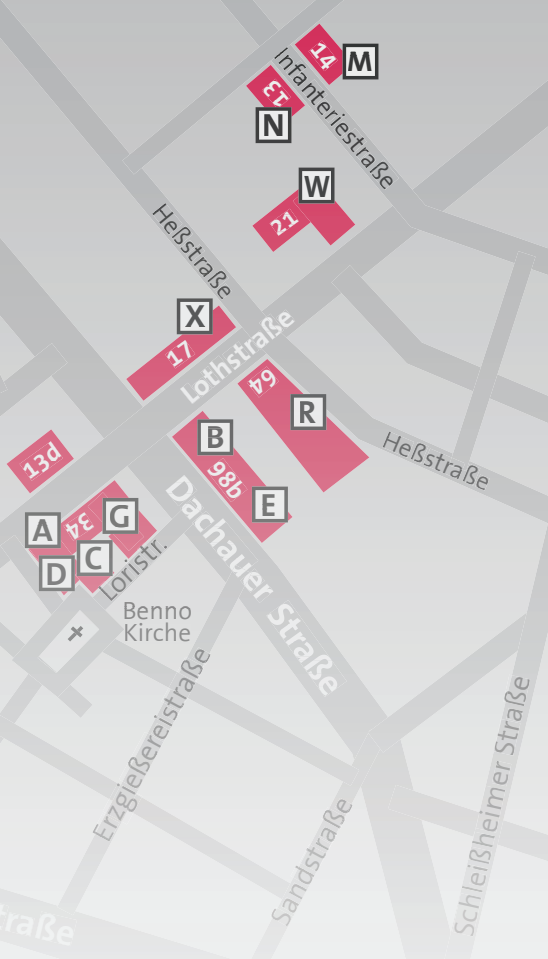 14
M
Infanteriestraße
13
N
W
21
Heßstraße
X
17
Lothstraße
64
R
B
Heßstraße
13d
98b
E
A
34
G
C
D
Loristr.
Dachauer Straße
Benno
Kirche
Erzgießereistraße
Sandstraße
Schleißheimer Straße
traße